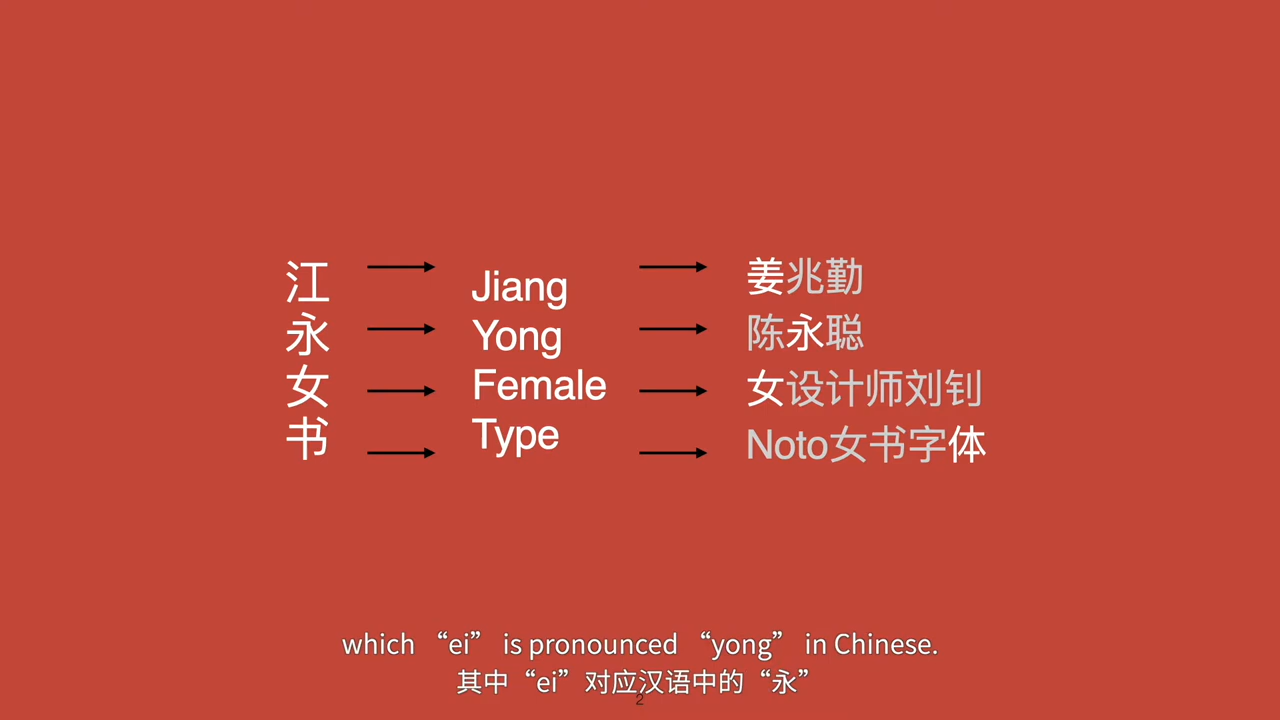 江 Jiang 姜兆勤
永 Yong 陈永聪
女 Female 女设计师刘钊
书 Type Noto女书字体
which “ei” is pronounced “yong” in Chinese.
其中“ei”对应汉语中的“永”
2